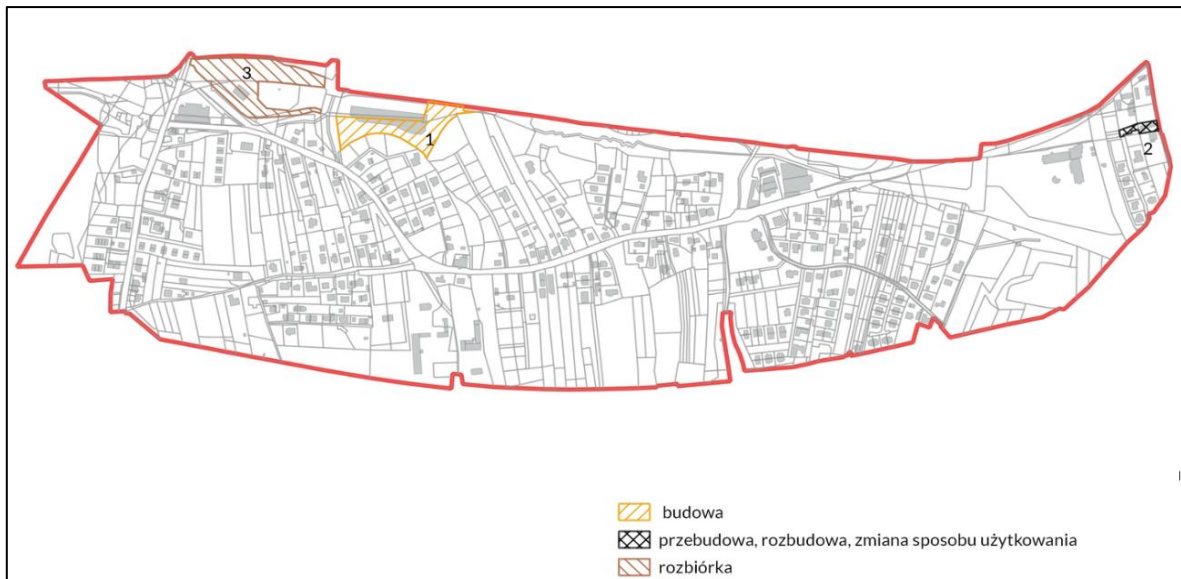 3
1
2
budowa
przebudowa, rozbudowa, zmiana sposobu użytkowania
rozbiórka